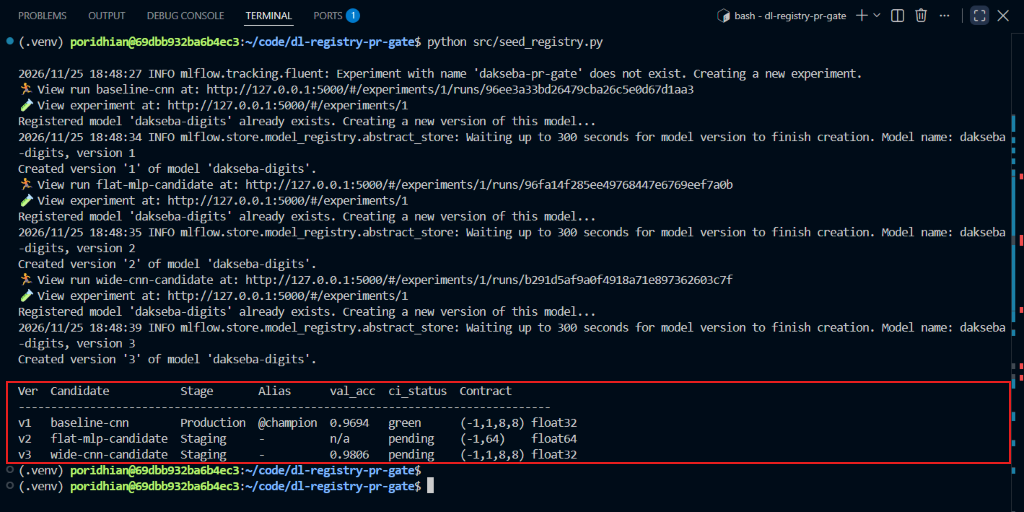 PROBLEMS OUTPUT DEBUG CONSOLE TERMINAL PORTS 1 bash - dl-registry-pr-gate
(.venv) poridhian@69dbb932ba6b4ec3:~/code/dl-registry-pr-gate$ python src/seed_registry.py
2026/11/25 18:48:27 INFO mlflow.tracking.fluent: Experiment with name 'dakseba-pr-gate' does not exist. Creating a new experiment.
🏃 View run baseline-cnn at: http://127.0.0.1:5000/#/experiments/1/runs/96ee3a33bd26479cba26c5e0d67d1aa3
🧪 View experiment at: http://127.0.0.1:5000/#/experiments/1
Registered model 'dakseba-digits' already exists. Creating a new version of this model...
2026/11/25 18:48:34 INFO mlflow.store.model_registry.abstract_store: Waiting up to 300 seconds for model version to finish creation. Model name: dakseba
-digits, version 1
Created version '1' of model 'dakseba-digits'.
🏃 View run flat-mlp-candidate at: http://127.0.0.1:5000/#/experiments/1/runs/96fa14f285ee49768447e6769eef7a0b
🧪 View experiment at: http://127.0.0.1:5000/#/experiments/1
Registered model 'dakseba-digits' already exists. Creating a new version of this model...
2026/11/25 18:48:35 INFO mlflow.store.model_registry.abstract_store: Waiting up to 300 seconds for model version to finish creation. Model name: dakseba
-digits, version 2
Created version '2' of model 'dakseba-digits'.
🏃 View run wide-cnn-candidate at: http://127.0.0.1:5000/#/experiments/1/runs/b291d5af9a0f4918a71e897362603c7f
🧪 View experiment at: http://127.0.0.1:5000/#/experiments/1
Registered model 'dakseba-digits' already exists. Creating a new version of this model...
2026/11/25 18:48:39 INFO mlflow.store.model_registry.abstract_store: Waiting up to 300 seconds for model version to finish creation. Model name: dakseba
-digits, version 3
Created version '3' of model 'dakseba-digits'.
Ver Candidate Stage Alias val_acc ci_status Contract
----------------------------------------------------------------------------------
v1 baseline-cnn Production @champion 0.9694 green (-1,1,8,8) float32
v2 flat-mlp-candidate Staging - n/a pending (-1,64) float64
v3 wide-cnn-candidate Staging - 0.9806 pending (-1,1,8,8) float32
(.venv) poridhian@69dbb932ba6b4ec3:~/code/dl-registry-pr-gate$
(.venv) poridhian@69dbb932ba6b4ec3:~/code/dl-registry-pr-gate$